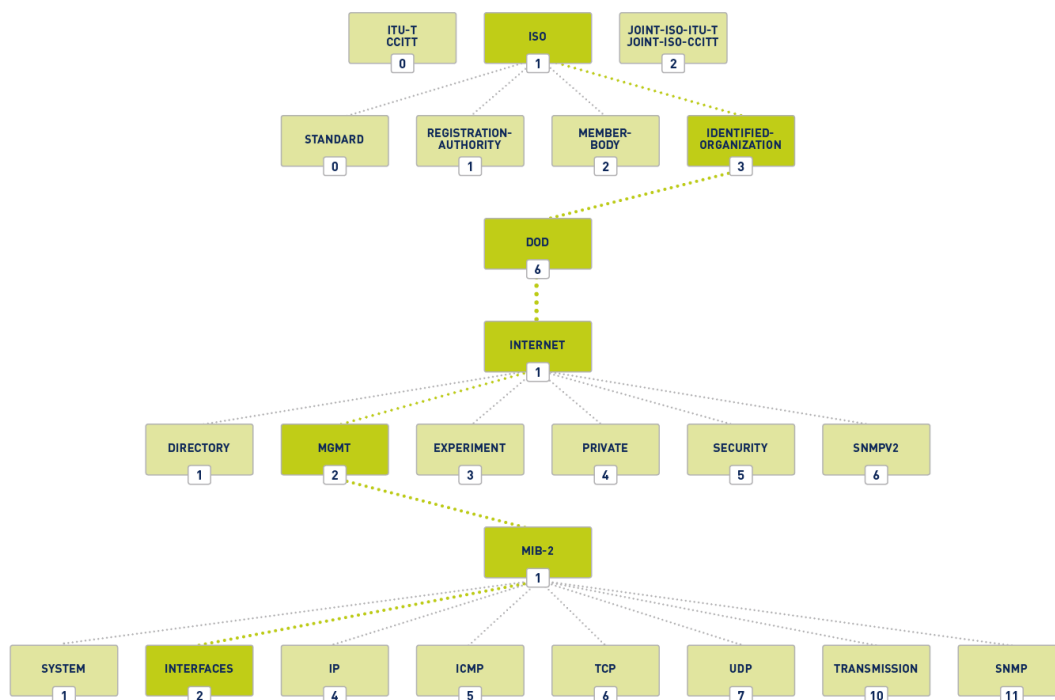 ITU-T
CCITT
0
ISO
1
JOINT-ISO-ITU-T
JOINT-ISO-CCITT
2
STANDARD
0
REGISTRATION-
AUTHORITY
1
MEMBER-
BODY
2
IDENTIFIED-
ORGANIZATION
3
DOD
6
INTERNET
1
DIRECTORY
1
MGMT
2
EXPERIMENT
3
PRIVATE
4
SECURITY
5
SNMPV2
6
MIB-2
1
SYSTEM
1
INTERFACES
2
IP
4
ICMP
5
TCP
6
UDP
7
TRANSMISSION
10
SNMP
11